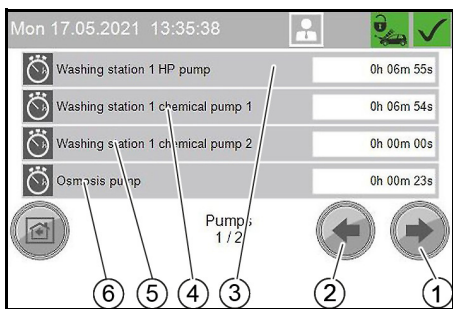 Mon 17.05.2021 13:35:38
Washing station 1 HP pump 0h 06m 55s
Washing station 1 chemical pump 1 0h 06m 54s
Washing station 1 chemical pump 2 0h 00m 00s
Osmosis pump 0h 00m 23s
Pumps
1 / 2
6 5 4 3 2 1